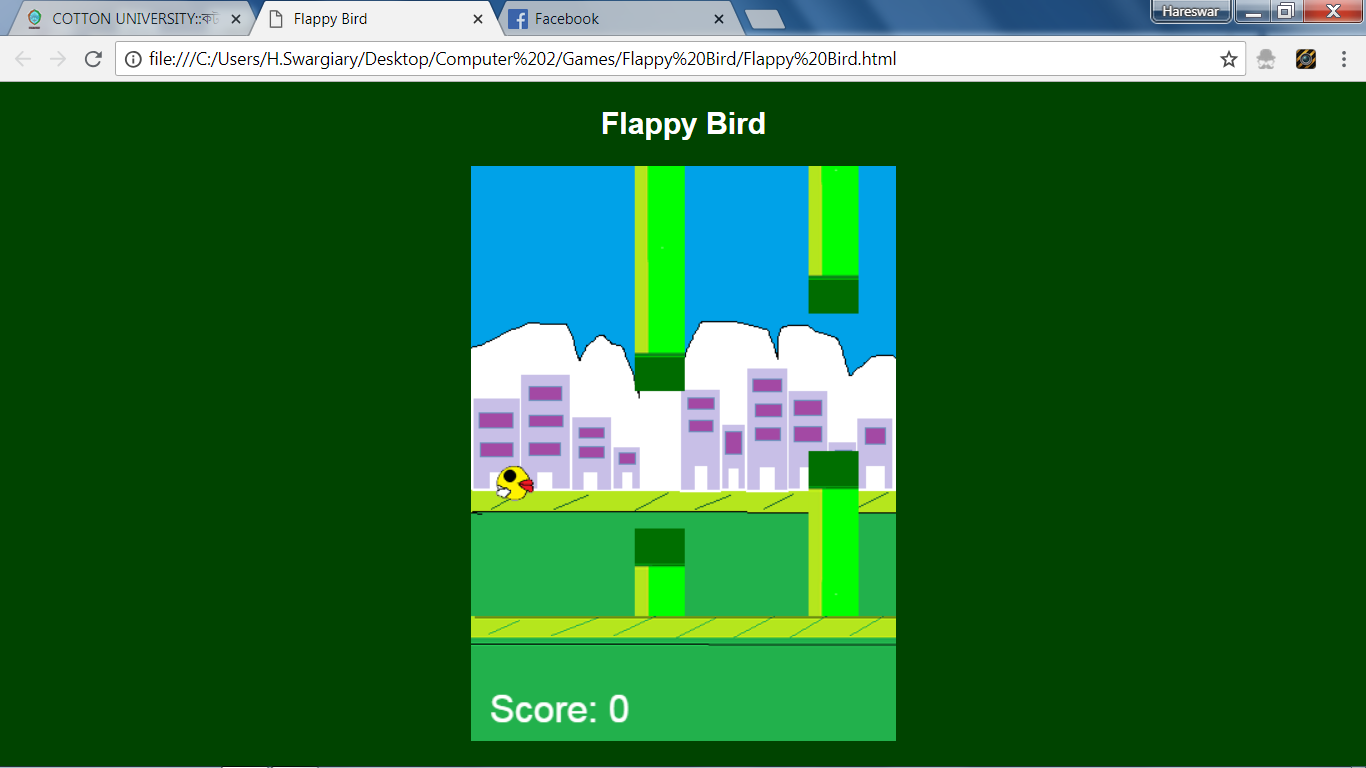 COTTON UNIVERSITY::কট
Flappy Bird
Facebook
Hareswar
file:///C:/Users/H.Swargiary/Desktop/Computer%202/Games/Flappy%20Bird/Flappy%20Bird.html
Flappy Bird
Score: 0